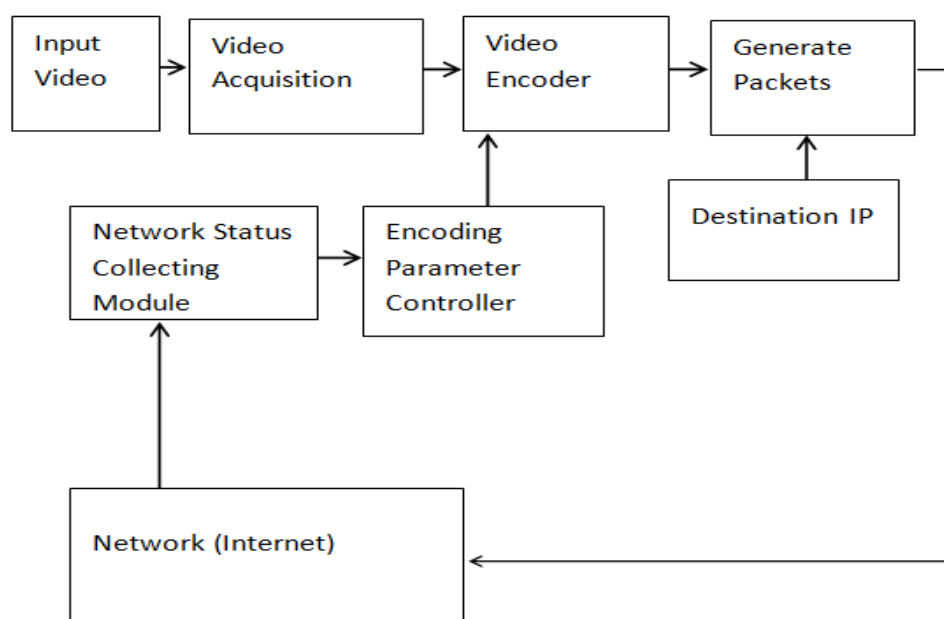 Input
Video
Video
Acquisition
Video
Encoder
Generate
Packets
Destination IP
Network Status
Collecting
Module
Encoding
Parameter
Controller
Network (Internet)